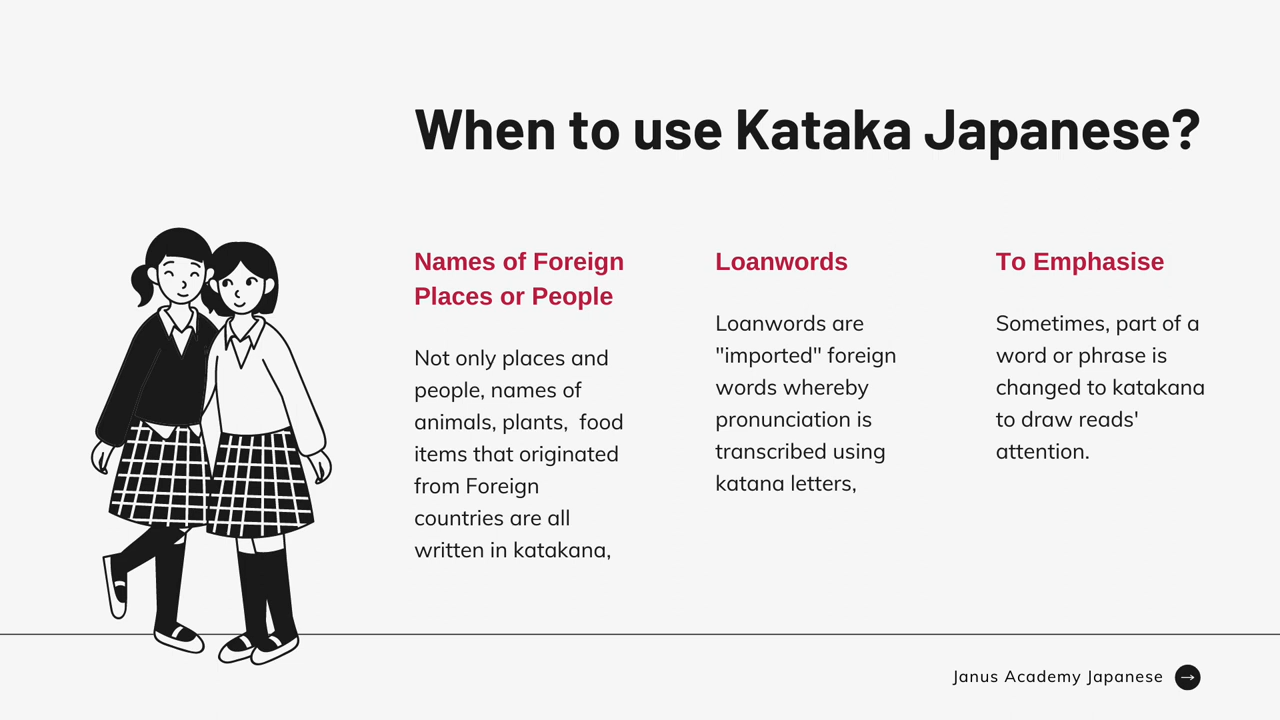 When to use Kataka Japanese?
Names of Foreign
Places or People
Not only places and
people, names of
animals, plants,  food
items that originated
from Foreign
countries are all
written in katakana,
Loanwords
Loanwords are
"imported" foreign
words whereby
pronunciation is
transcribed using
katana letters,
To Emphasise
Sometimes, part of a
word or phrase is
changed to katakana
to draw reads'
attention.
Janus Academy Japanese